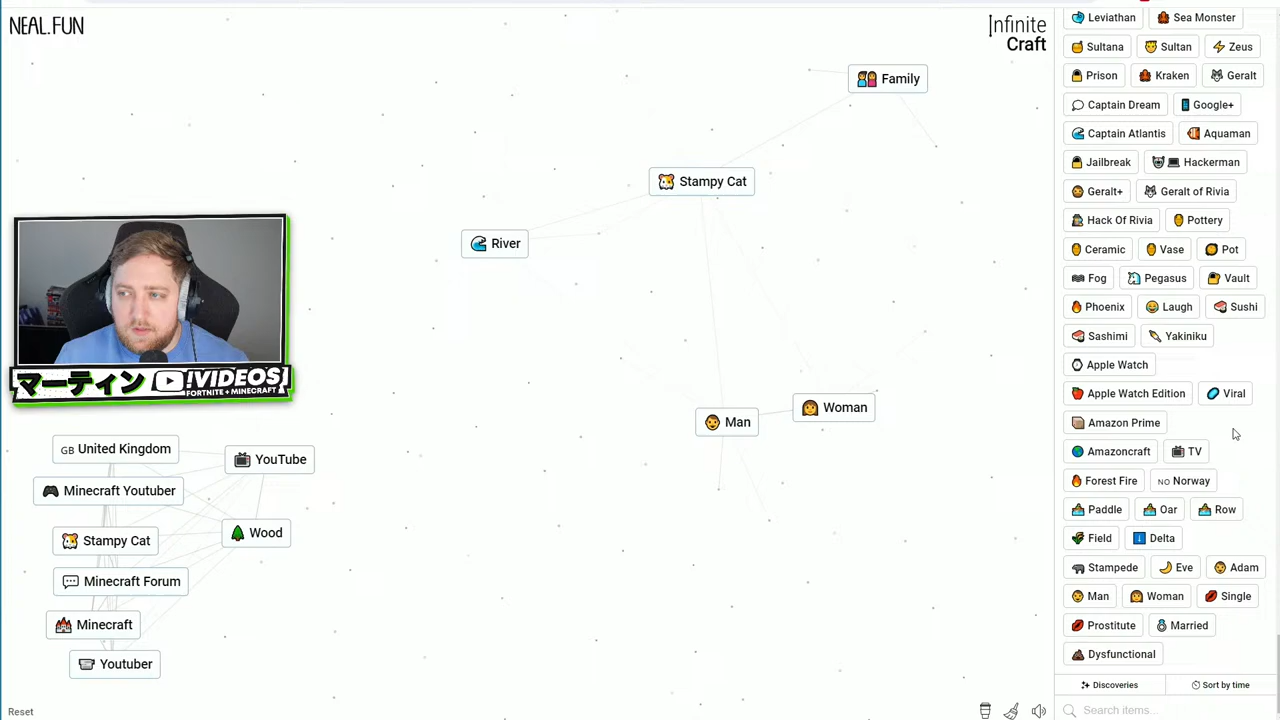 NEAL.FUN
Infinite
Craft
Family
Stampy Cat
River
Man
Woman
マーティン !VIDEOS
FORTNITE + MINECRAFT
GB United Kingdom
YouTube
Minecraft Youtuber
Stampy Cat
Wood
Minecraft Forum
Minecraft
Youtuber
Reset
Leviathan Sea Monster
Sultana Sultan Zeus
Prison Kraken Geralt
Captain Dream Google+
Captain Atlantis Aquaman
Jailbreak Hackerman
Geralt+ Geralt of Rivia
Hack Of Rivia Pottery
Ceramic Vase Pot
Fog Pegasus Vault
Phoenix Laugh Sushi
Sashimi Yakiniku
Apple Watch
Apple Watch Edition Viral
Amazon Prime
Amazoncraft TV
Forest Fire NO Norway
Paddle Oar Row
Field Delta
Stampede Eve Adam
Man Woman Single
Prostitute Married
Dysfunctional
Discoveries Sort by time
Search items...